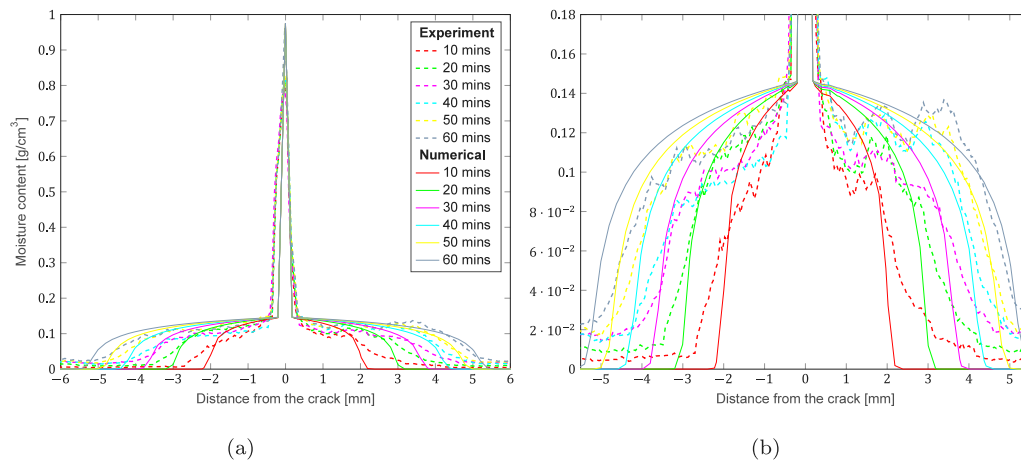 1
0.9
0.8
0.7
0.6
0.5
0.4
0.3
0.2
0.1
0
Moisture content [g/cm³]
−6 −5 −4 −3 −2 −1 0 1 2 3 4 5 6
Distance from the crack [mm]
Experiment
10 mins
20 mins
30 mins
40 mins
50 mins
60 mins
Numerical
10 mins
20 mins
30 mins
40 mins
50 mins
60 mins
(a)
0.18
0.16
0.14
0.12
0.1
8 · 10⁻²
6 · 10⁻²
4 · 10⁻²
2 · 10⁻²
0
−5 −4 −3 −2 −1 0 1 2 3 4 5
Distance from the crack [mm]
(b)